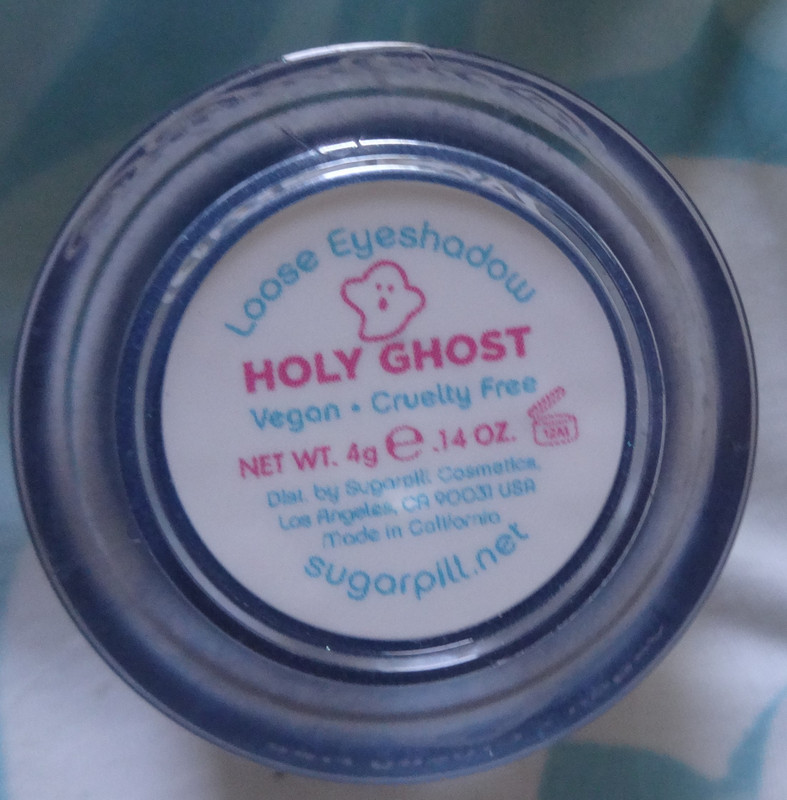 Loose Eyeshadow
HOLY GHOST
Vegan • Cruelty Free
NET WT. 4g ℮ .14 OZ. 12M
Dist. by Sugarpill Cosmetics,
Los Angeles, CA 90031 USA
Made in California
sugarpill.net